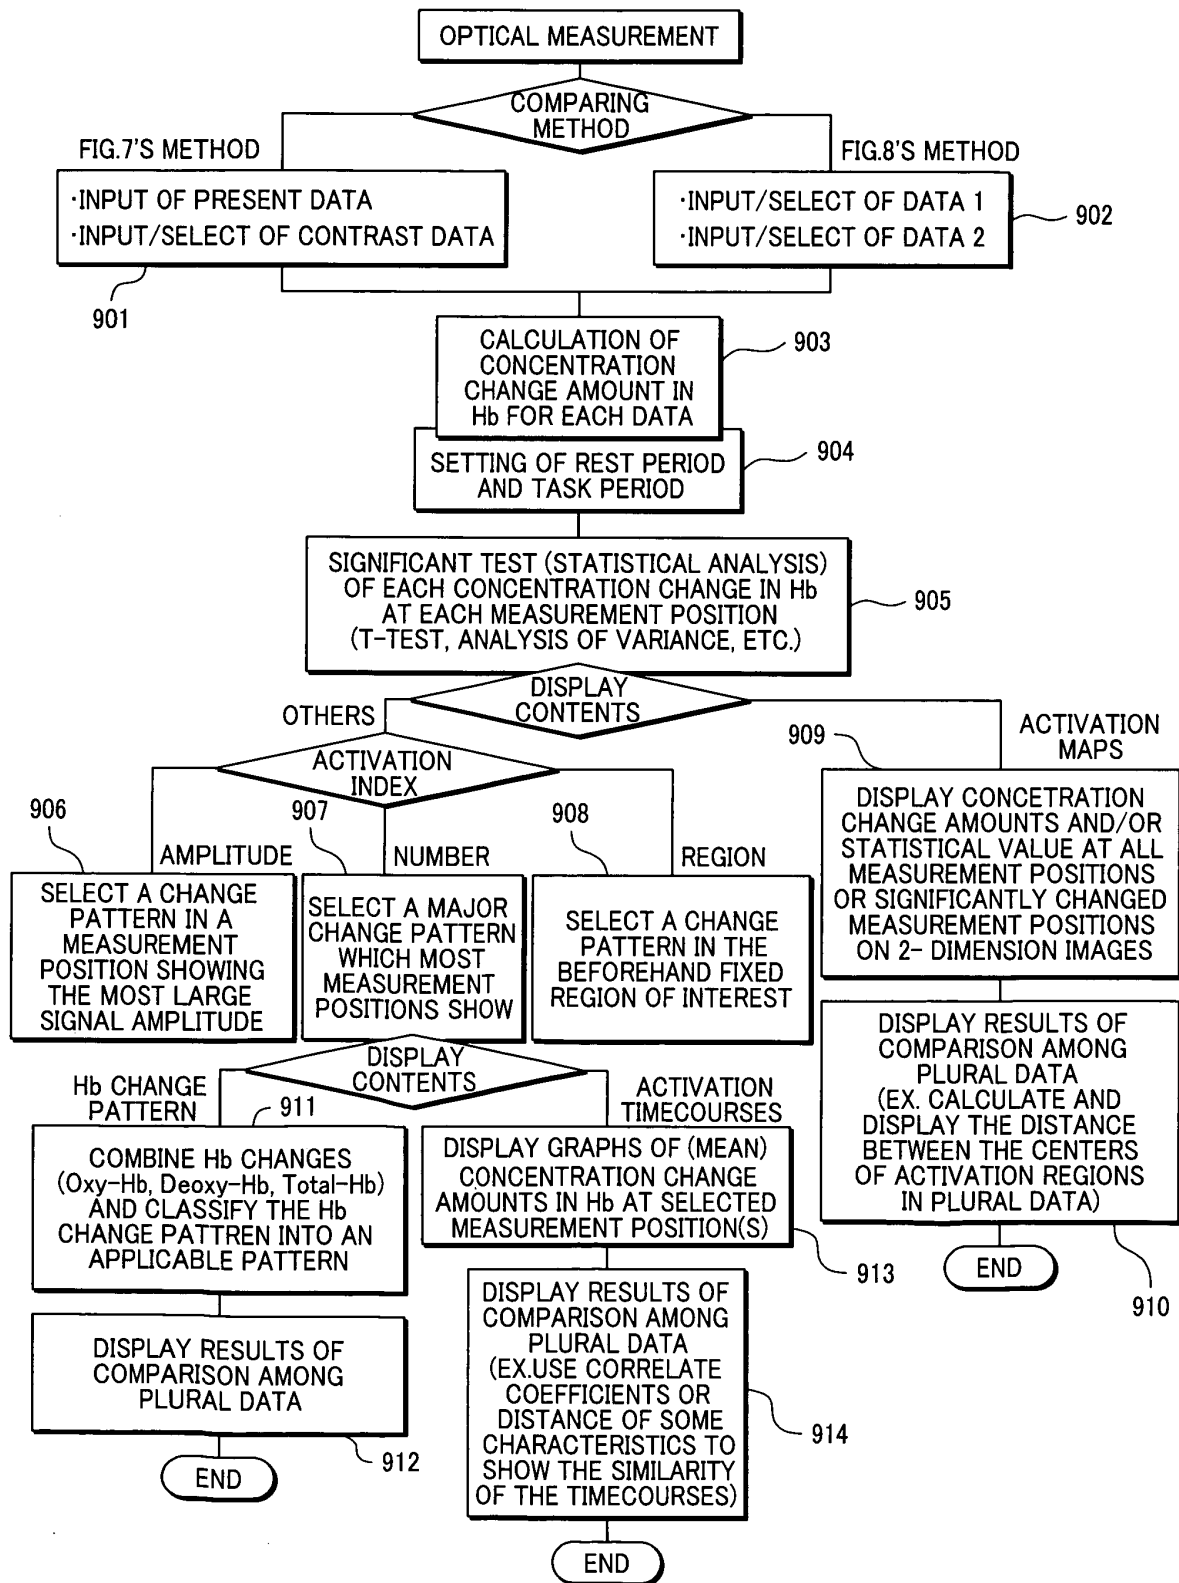 OPTICAL MEASUREMENT
COMPARING
METHOD
FIG.7'S METHOD
·INPUT OF PRESENT DATA
·INPUT/SELECT OF CONTRAST DATA
901
FIG.8'S METHOD
·INPUT/SELECT OF DATA 1
·INPUT/SELECT OF DATA 2
902
CALCULATION OF
CONCENTRATION
CHANGE AMOUNT IN
Hb FOR EACH DATA
903
SETTING OF REST PERIOD
AND TASK PERIOD
904
SIGNIFICANT TEST (STATISTICAL ANALYSIS)
OF EACH CONCENTRATION CHANGE IN Hb
AT EACH MEASUREMENT POSITION
(T-TEST, ANALYSIS OF VARIANCE, ETC.)
905
DISPLAY
CONTENTS
OTHERS
ACTIVATION
INDEX
906
AMPLITUDE
SELECT A CHANGE
PATTERN IN A
MEASUREMENT
POSITION SHOWING
THE MOST LARGE
SIGNAL AMPLITUDE
907
NUMBER
SELECT A MAJOR
CHANGE PATTERN
WHICH MOST
MEASUREMENT
POSITIONS SHOW
908
REGION
SELECT A CHANGE
PATTERN IN THE
BEFOREHAND FIXED
REGION OF INTEREST
ACTIVATION
MAPS
909
DISPLAY CONCETRATION
CHANGE AMOUNTS AND/OR
STATISTICAL VALUE AT ALL
MEASUREMENT POSITIONS
OR SIGNIFICANTLY CHANGED
MEASUREMENT POSITIONS
ON 2- DIMENSION IMAGES
DISPLAY RESULTS OF
COMPARISON AMONG
PLURAL DATA
(EX. CALCULATE AND
DISPLAY THE DISTANCE
BETWEEN THE CENTERS
OF ACTIVATION REGIONS
IN PLURAL DATA)
910
END
DISPLAY
CONTENTS
Hb CHANGE
PATTERN
911
COMBINE Hb CHANGES
(Oxy-Hb, Deoxy-Hb, Total-Hb)
AND CLASSIFY THE Hb
CHANGE PATTREN INTO AN
APPLICABLE PATTERN
DISPLAY RESULTS OF
COMPARISON AMONG
PLURAL DATA
912
END
ACTIVATION
TIMECOURSES
DISPLAY GRAPHS OF (MEAN)
CONCENTRATION CHANGE
AMOUNTS IN Hb AT SELECTED
MEASUREMENT POSITION(S)
913
DISPLAY RESULTS OF
COMPARISON AMONG
PLURAL DATA
(EX.USE CORRELATE
COEFFICIENTS OR
DISTANCE OF SOME
CHARACTERISTICS TO
SHOW THE SIMILARITY
OF THE TIMECOURSES)
914
END